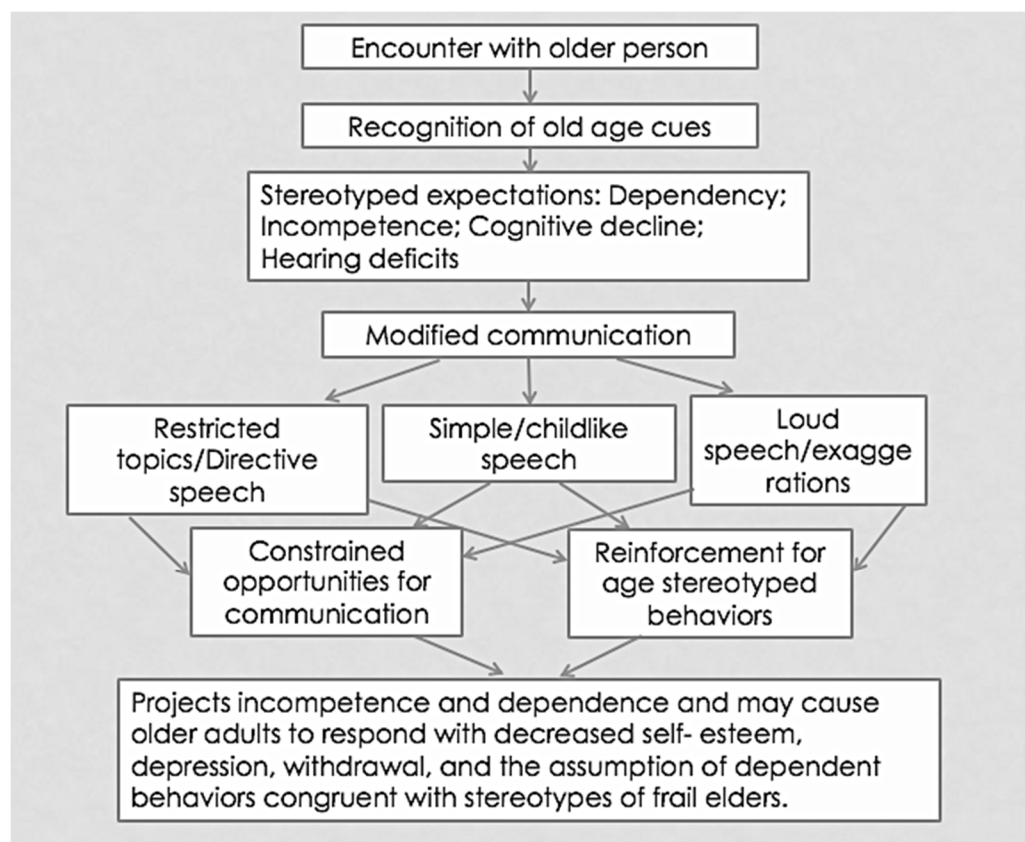 Encounter with older person
Recognition of old age cues
Stereotyped expectations: Dependency;
Incompetence; Cognitive decline;
Hearing deficits
Modified communication
Restricted
topics/Directive
speech
Simple/childlike
speech
Loud
speech/exagge
rations
Constrained
opportunities for
communication
Reinforcement for
age stereotyped
behaviors
Projects incompetence and dependence and may cause
older adults to respond with decreased self- esteem,
depression, withdrawal, and the assumption of dependent
behaviors congruent with stereotypes of frail elders.